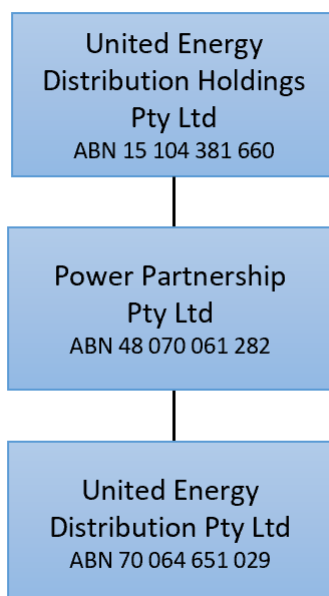 United Energy
Distribution Holdings
Pty Ltd
ABN 15 104 381 660
Power Partnership
Pty Ltd
ABN 48 070 061 282
United Energy
Distribution Pty Ltd
ABN 70 064 651 029